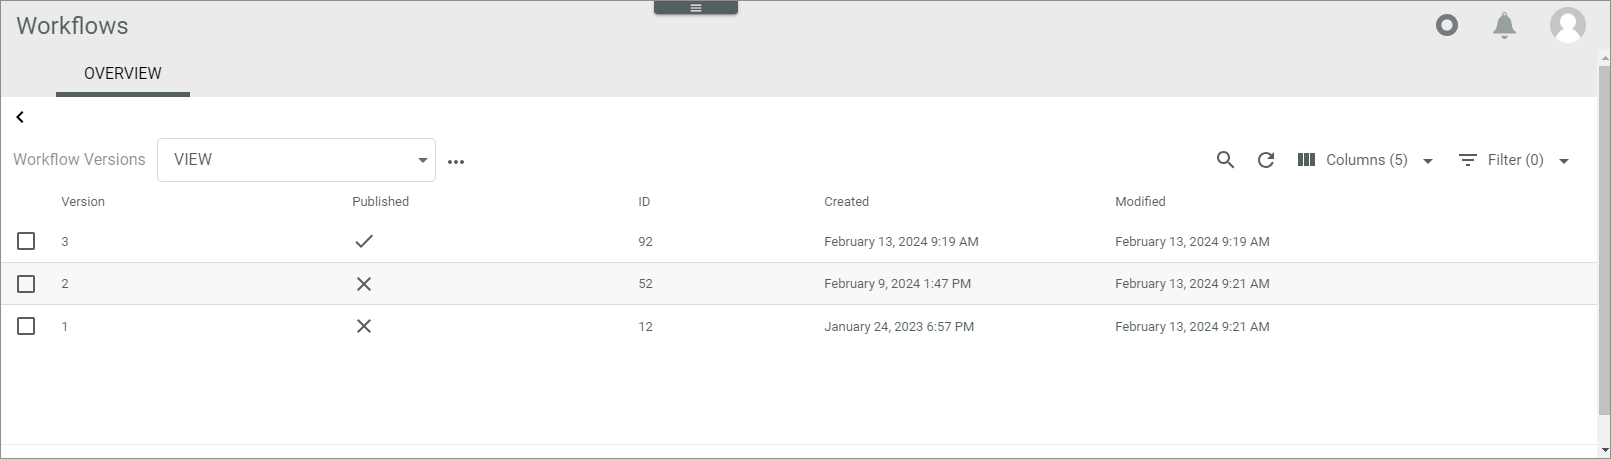 Workflows
OVERVIEW
Workflow Versions VIEW Columns (5) Filter (0)
Version Published ID Created Modified
3 92 February 13, 2024 9:19 AM February 13, 2024 9:19 AM
2 52 February 9, 2024 1:47 PM February 13, 2024 9:21 AM
1 12 January 24, 2023 6:57 PM February 13, 2024 9:21 AM